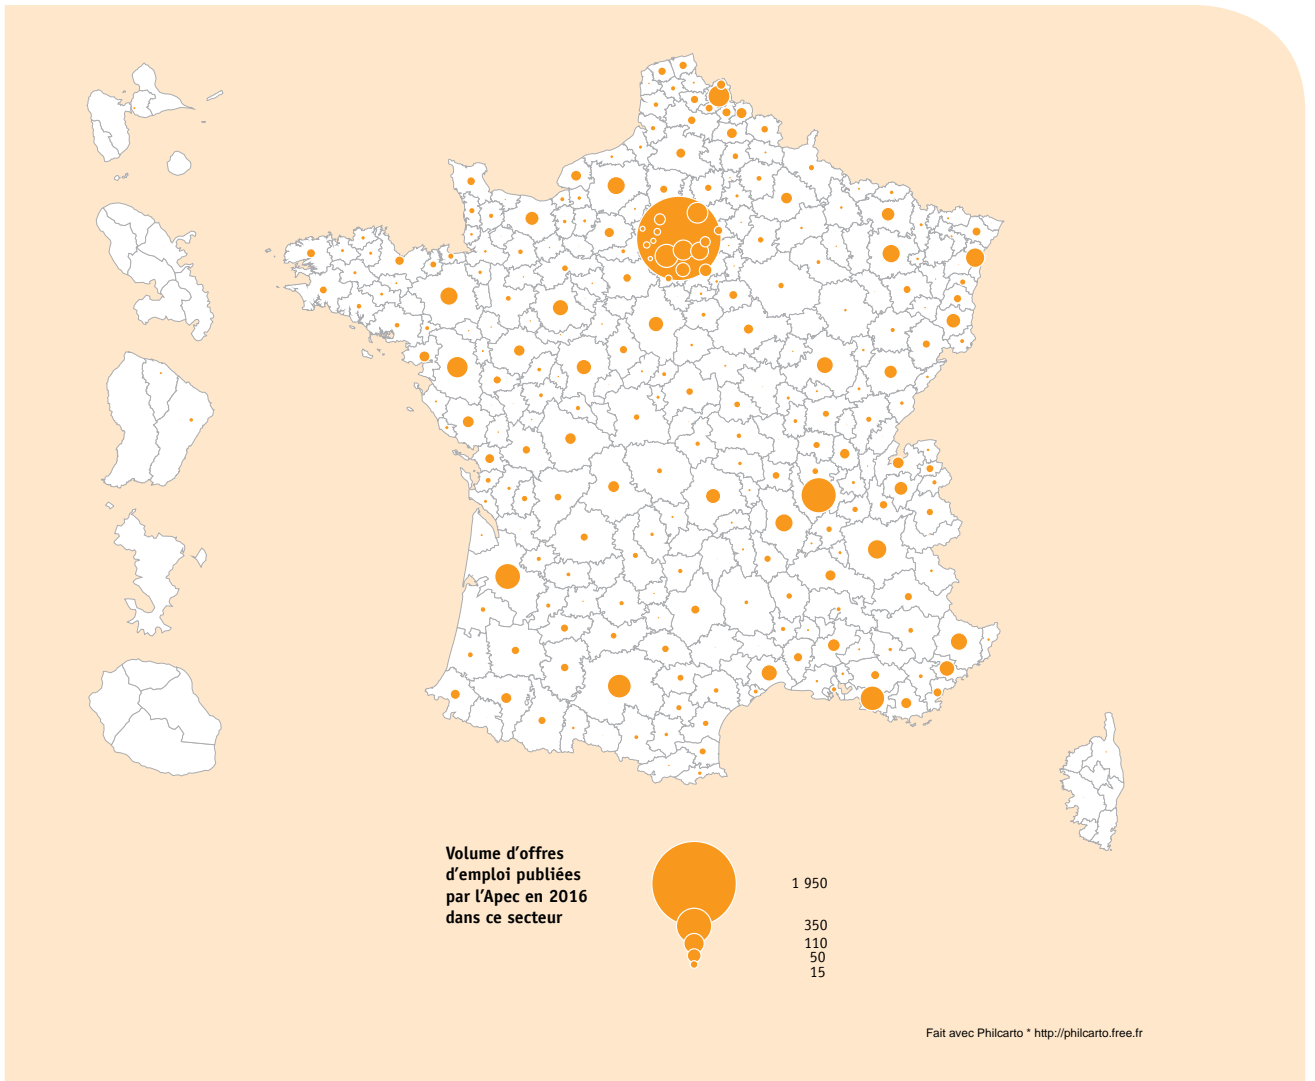 Volume d'offres
d'emploi publiées
par l'Apec en 2016
dans ce secteur
1 950
350
110
50
15
Fait avec Philcarto * http://philcarto.free.fr